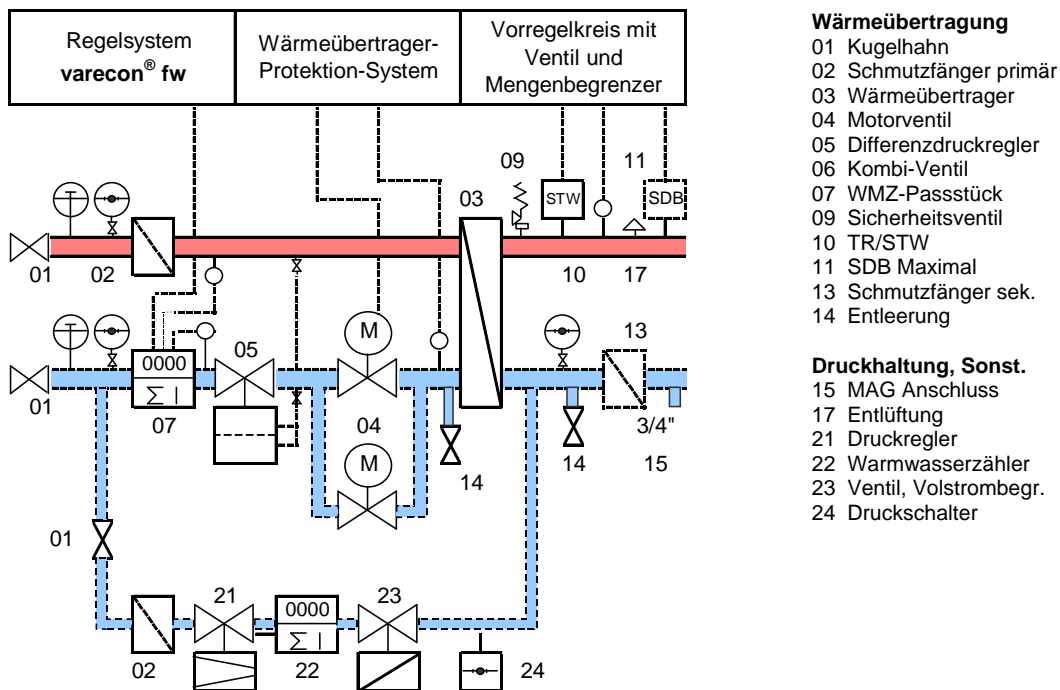 Regelsystem
varecon® fw
Wärmeübertrager-
Protektion-System
Vorregelkreis mit
Ventil und
Mengenbegrenzer
09
11
03
STW
SDB
01
02
10
17
M
13
0000
05
Σ I
01
07
04
3/4"
M
14
14
15
01
21
23
0000
Σ I
02
22
24
Wärmeübertragung
01 Kugelhahn
02 Schmutzfänger primär
03 Wärmeübertrager
04 Motorventil
05 Differenzdruckregler
06 Kombi-Ventil
07 WMZ-Passstück
09 Sicherheitsventil
10 TR/STW
11 SDB Maximal
13 Schmutzfänger sek.
14 Entleerung
Druckhaltung, Sonst.
15 MAG Anschluss
17 Entlüftung
21 Druckregler
22 Warmwasserzähler
23 Ventil, Volstrombegr.
24 Druckschalter